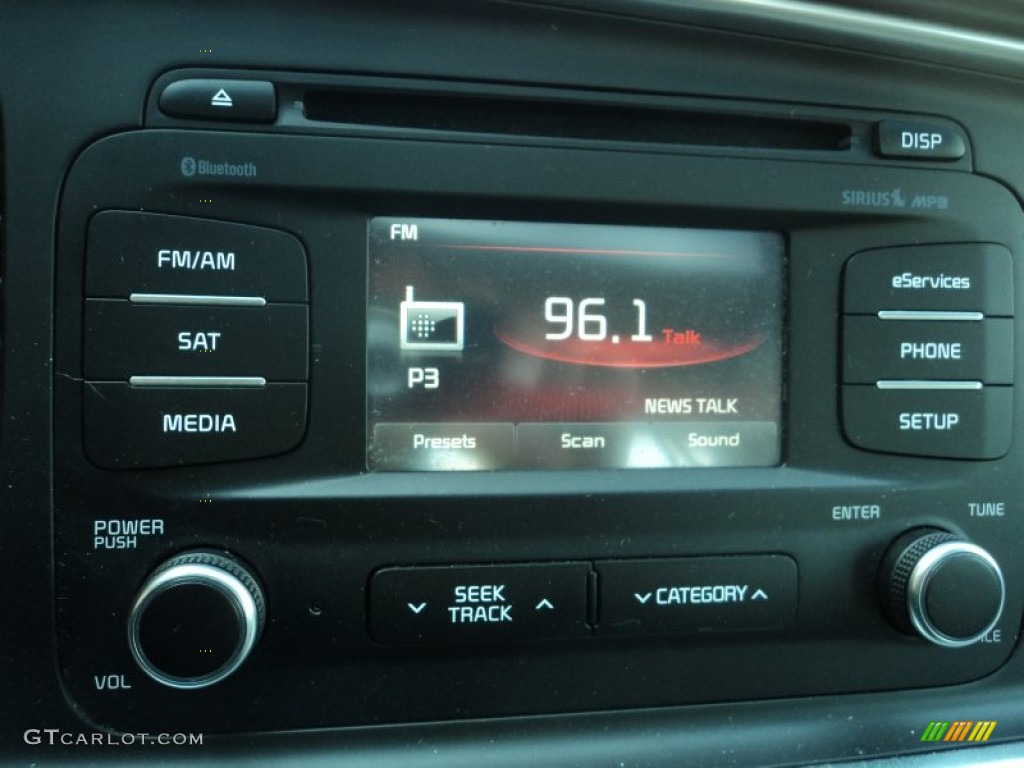 DISP
Bluetooth
SIRIUS MP3
FM/AM
SAT
MEDIA
FM
96.1 Talk
P3
NEWS TALK
Presets Scan Sound
eServices
PHONE
SETUP
POWER
PUSH
VOL
SEEK
TRACK
CATEGORY
ENTER
TUNE
GTCARLOT.COM